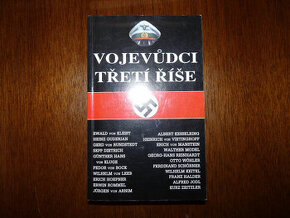 VOJEVŮDCI
TŘETÍ ŘÍŠE
EWALD VON KLEIST
HEINZ GUDERIAN
GERD VON RUNDSTEDT
SEPP DIETRICH
GÜNTHER HANS
VON KLUGE
FEDOR VON BOCK
WILHELM VON LEEB
ERICH HOEPNER
ERWIN ROMMEL
JÜRGEN VON ARNIM
ALBERT KESSELRING
HEINRICH VON VIETINGHOFF
ERICH VON MANSTEIN
WALTHER MODEL
GEORG-HANS REINHARDT
OTTO WÖHLER
FERDINAND SCHÖRNER
WILHELM KEITEL
FRANZ HALDER
ALFRED JODL
KURT ZEITZLER